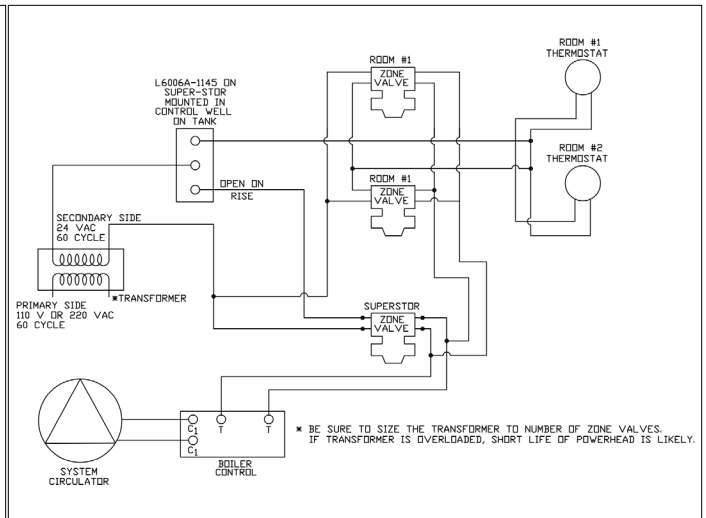 ROOM #1
ZONE
VALVE
ROOM #1
THERMOSTAT
L6006A-1145 ON
SUPER-STOR
MOUNTED IN
CONTROL WELL
ON TANK
ROOM #2
THERMOSTAT
ROOM #1
ZONE
VALVE
OPEN ON
RISE
SECONDARY SIDE
24 VAC
60 CYCLE
*TRANSFORMER
PRIMARY SIDE
110 V OR 220 VAC
60 CYCLE
SUPERSTOR
ZONE
VALVE
C1
T
T
C1
BOILER
CONTROL
* BE SURE TO SIZE THE TRANSFORMER TO NUMBER OF ZONE VALVES.
IF TRANSFORMER IS OVERLOADED, SHORT LIFE OF POWERHEAD IS LIKELY.
SYSTEM
CIRCULATOR